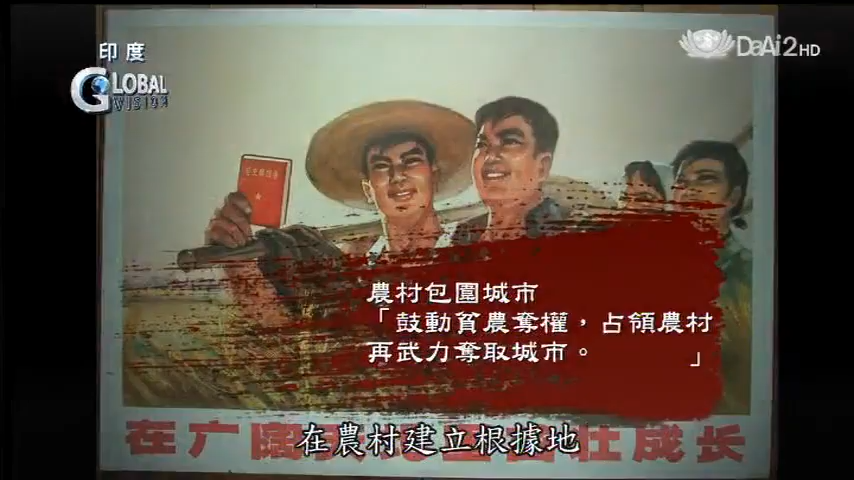 印度
GLOBAL
VISION
DaAi2HD
農村包圍城市
「鼓動貧農奪權,占領農村
再武力奪取城市。 」
在農村建立根據地
在广阔 成长